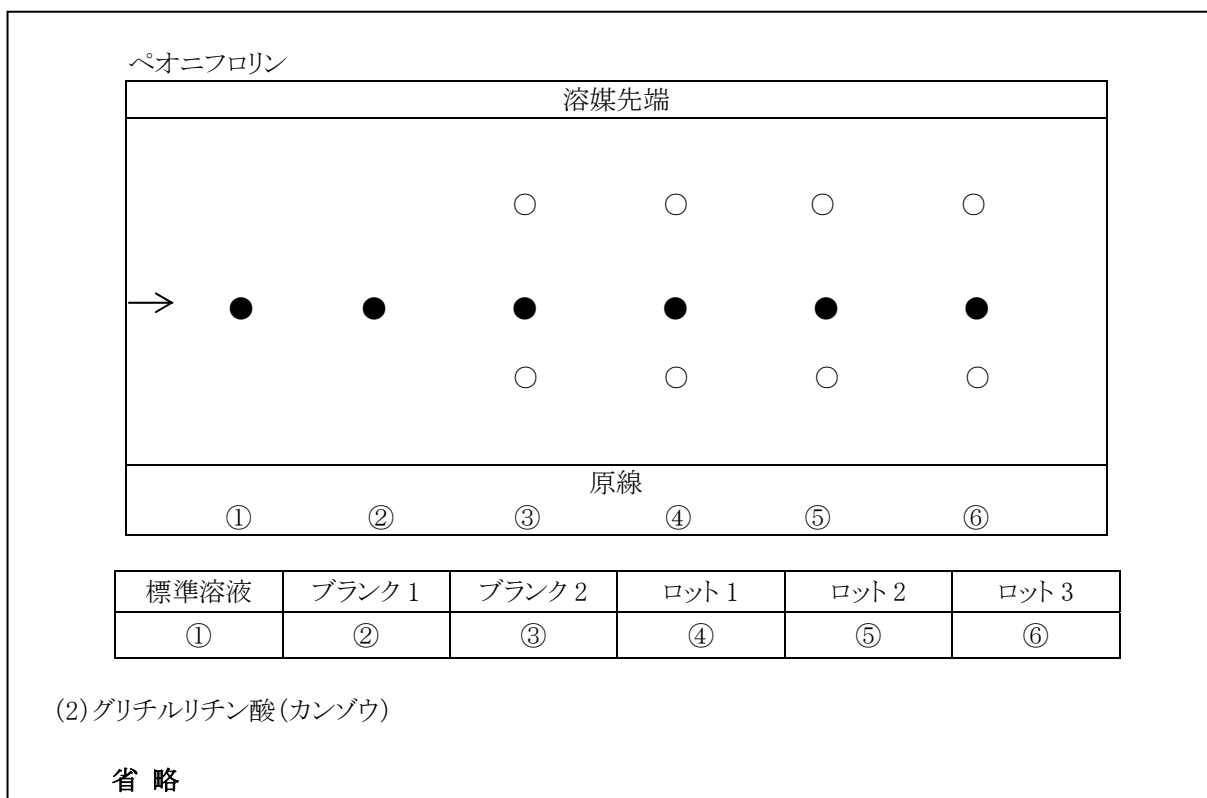 ペオニフロリン
溶媒先端
原線
① ② ③ ④ ⑤ ⑥
標準溶液 ブランク1 ブランク2 ロット1 ロット2 ロット3
① ② ③ ④ ⑤ ⑥
(2)グリチルリチン酸(カンゾウ)
省 略